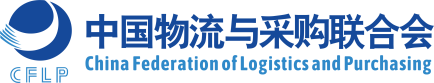 中国物流与采购联合会
China Federation of Logistics and Purchasing
CFLP